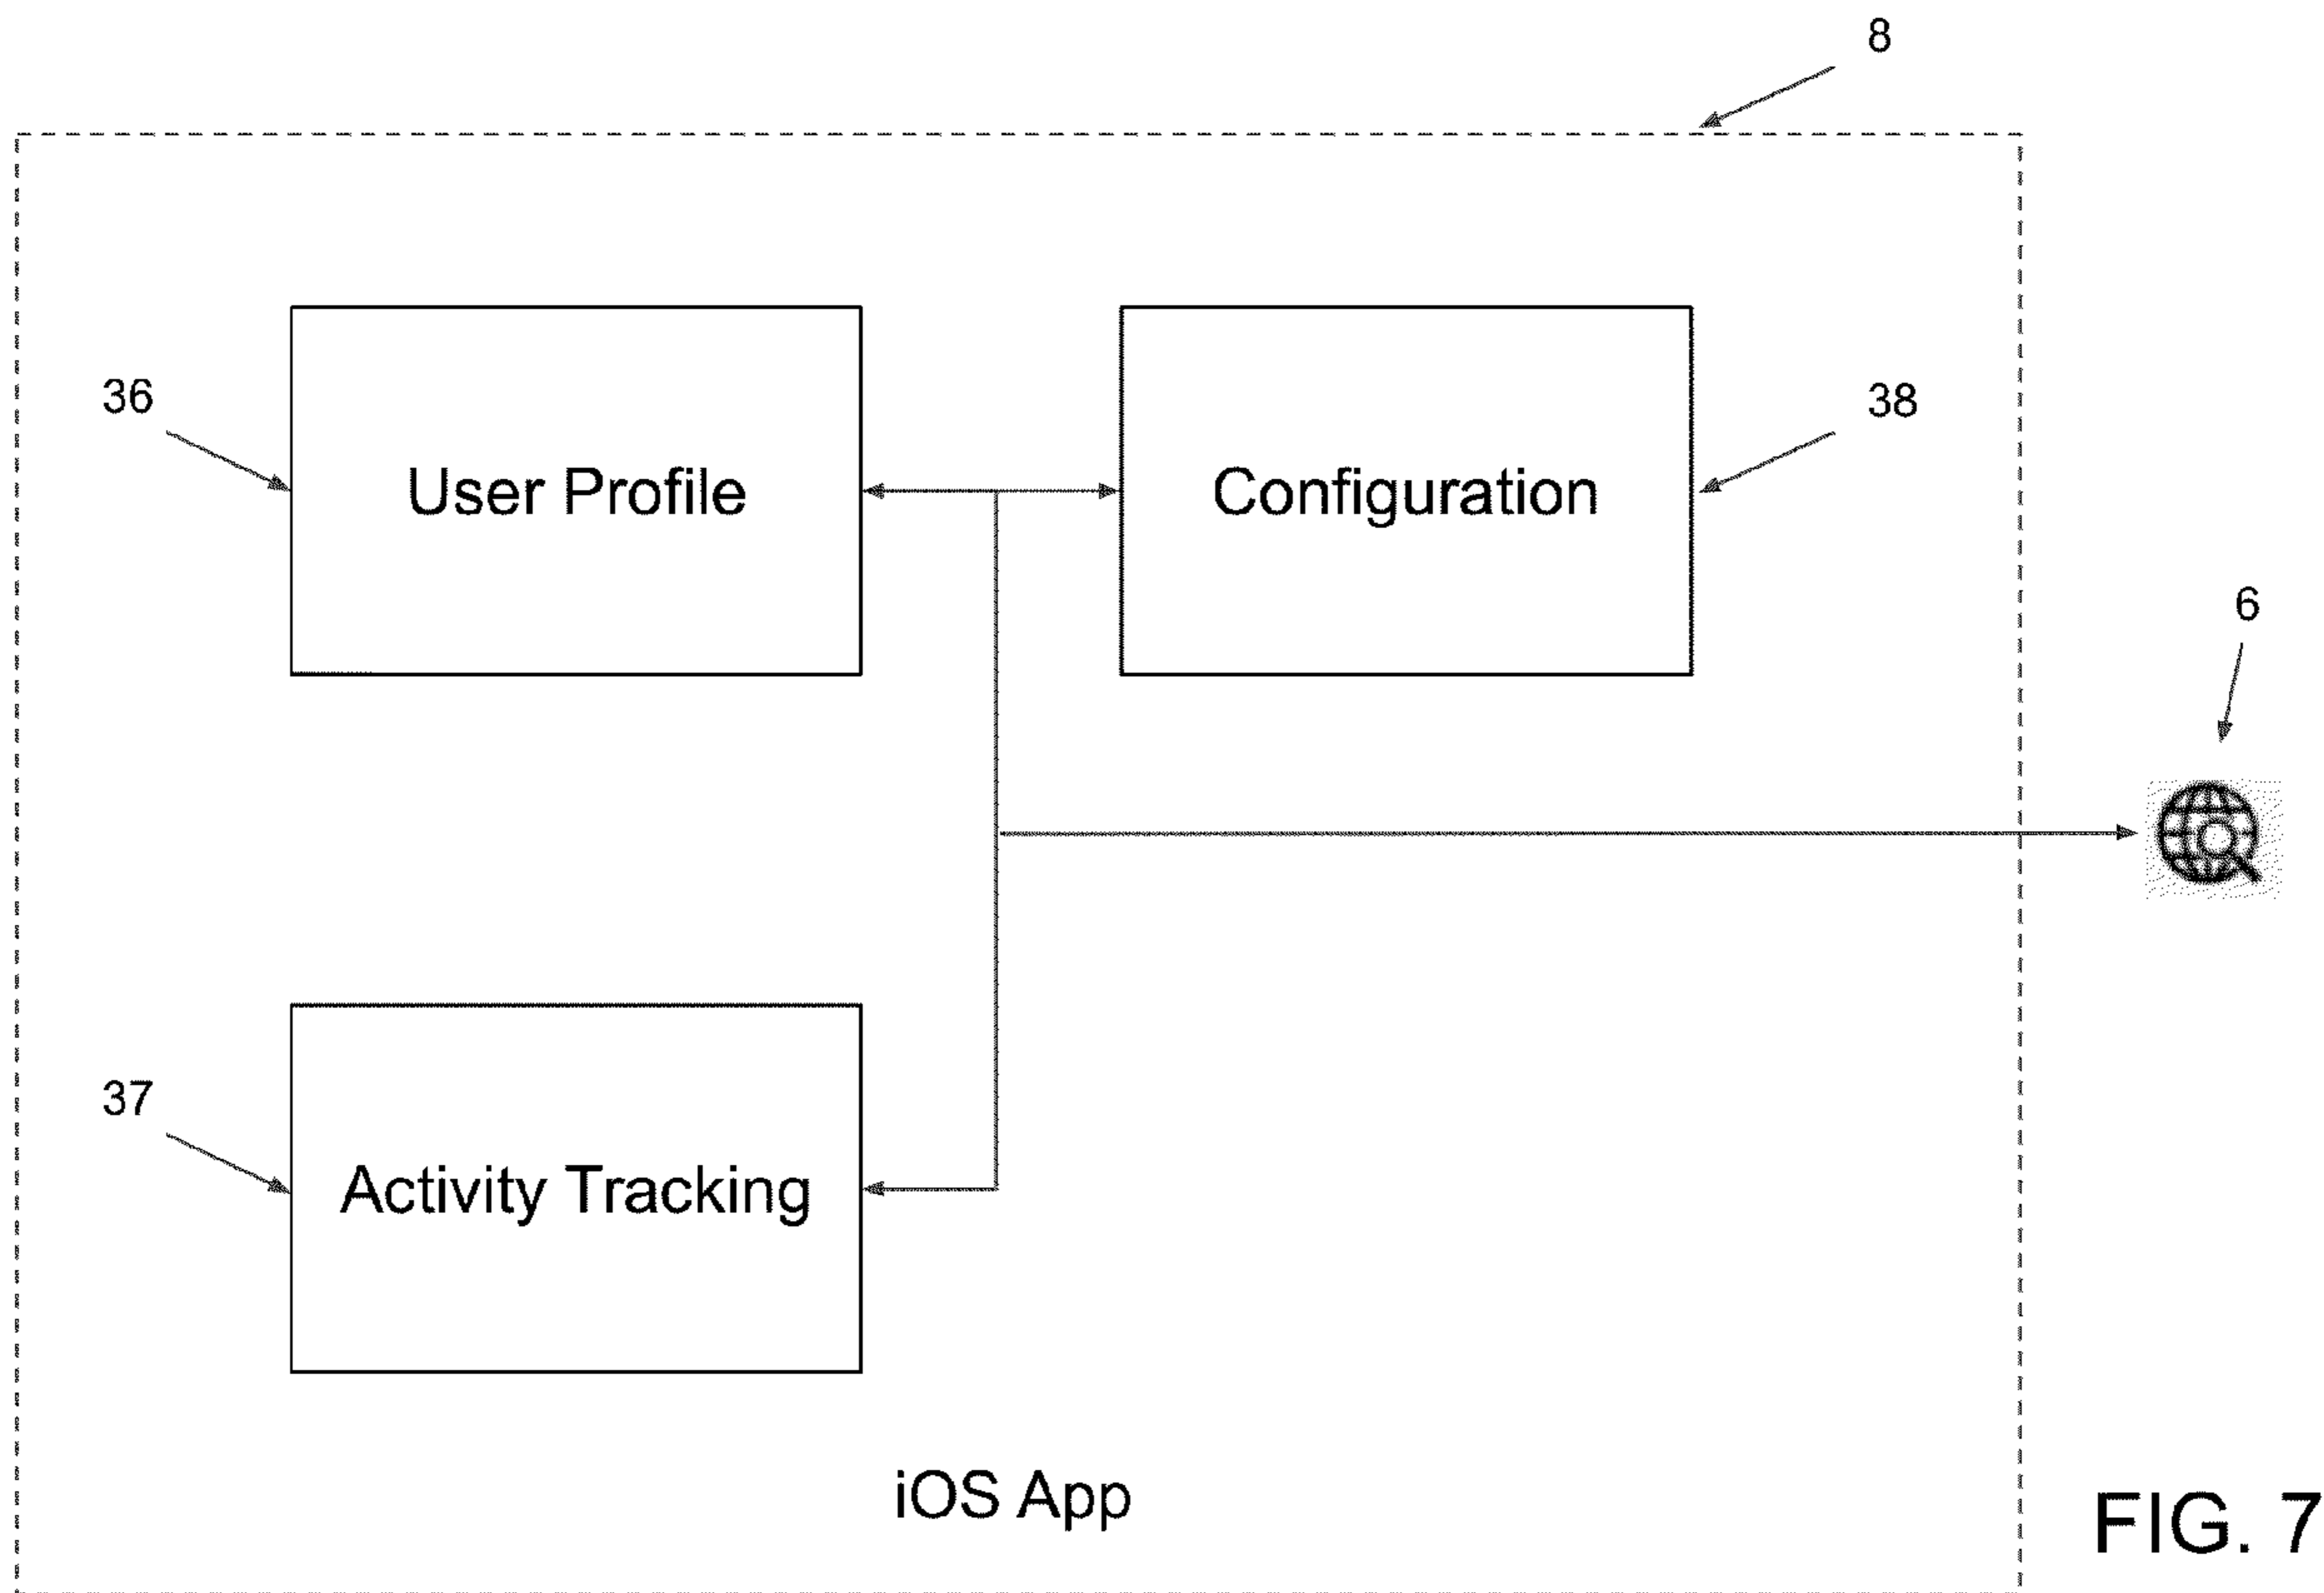 8
36
User Profile
Configuration
38
6
37
Activity Tracking
iOS App
FIG. 7